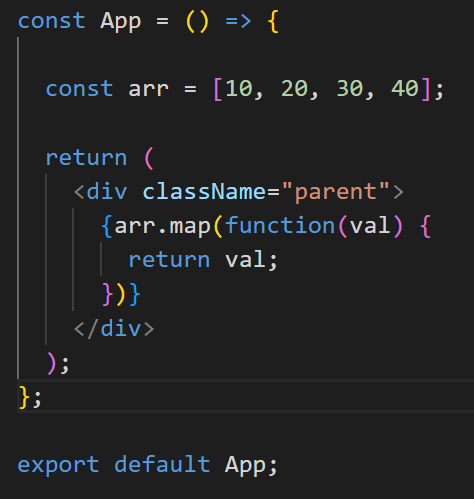 const App = () => {
const arr = [10, 20, 30, 40];
return (
<div className="parent">
{arr.map(function(val) {
return val;
})}
</div>
);
};
export default App;